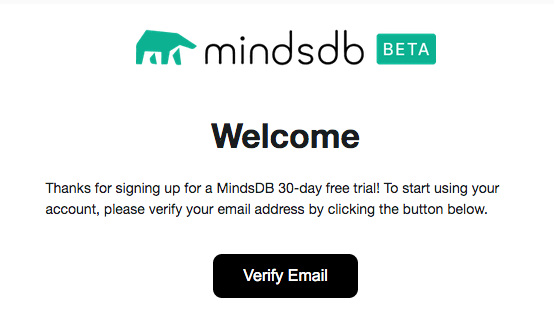 mindsdb BETA
Welcome
Thanks for signing up for a MindsDB 30-day free trial! To start using your
account, please verify your email address by clicking the button below.
Verify Email